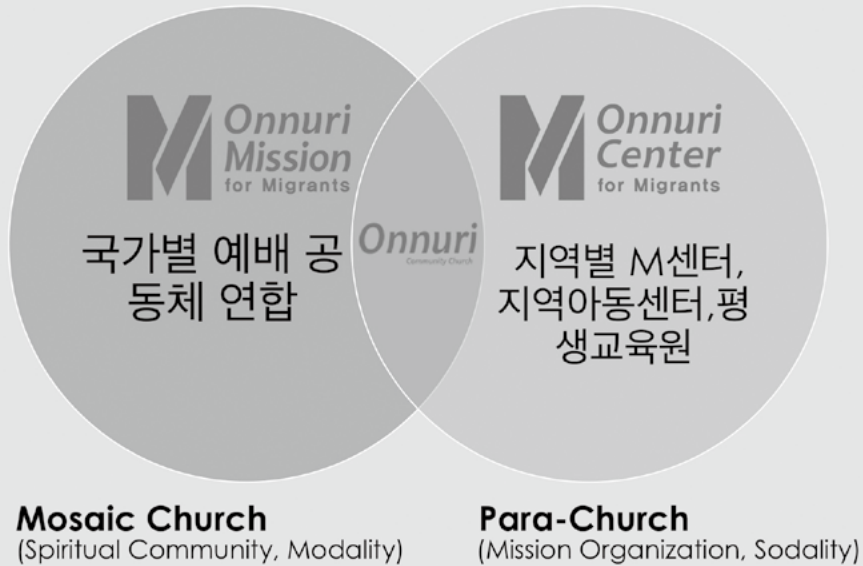 M Onnuri
Mission
for Migrants
국가별 예배 공
동체 연합
Onnuri
Community Church
M Onnuri
Center
for Migrants
지역별 M센터,
지역아동센터,평
생교육원
Mosaic Church
(Spiritual Community, Modality)
Para-Church
(Mission Organization, Sodality)